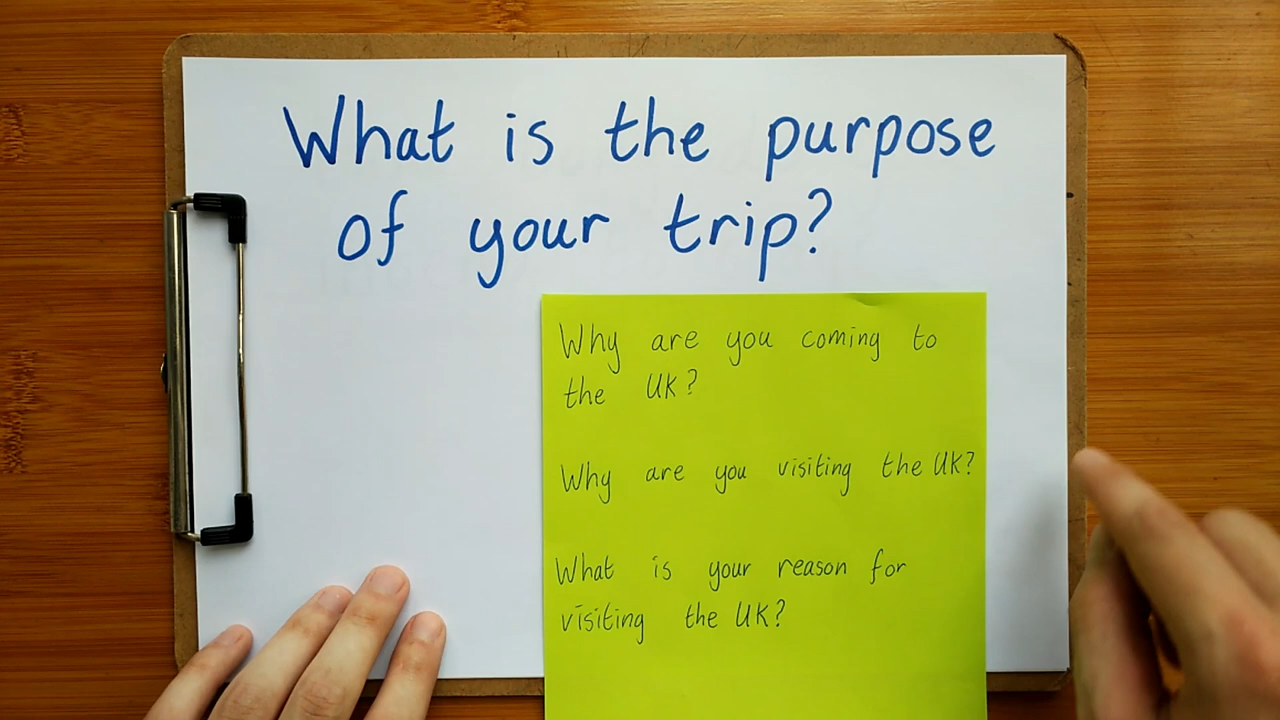 What is the purpose
of your trip?
Why are you coming to
the UK?
Why are you visiting the UK?
What is your reason for
visiting the UK?